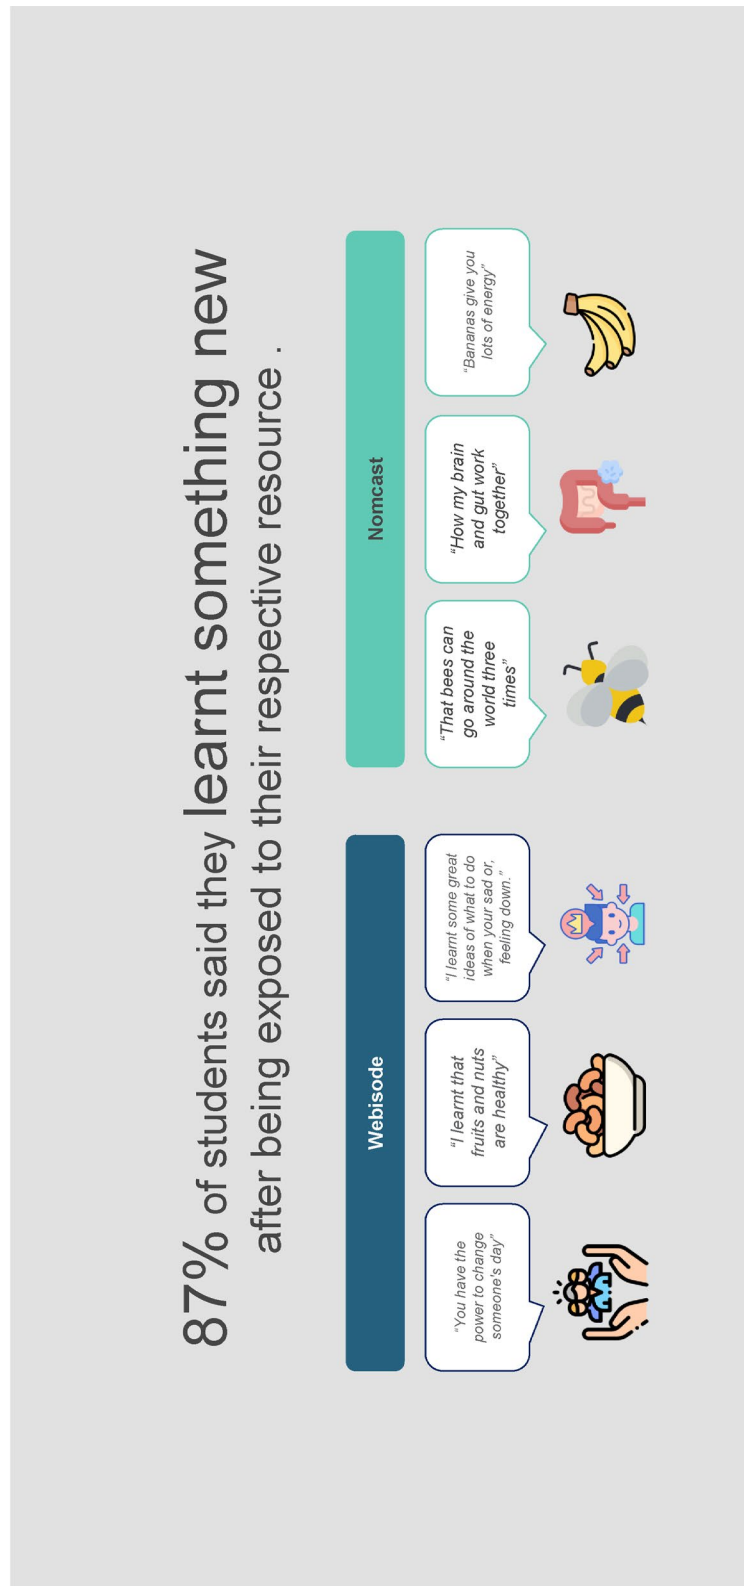 87% of students said they learnt something new
after being exposed to their respective resource .
Webisode
“You have the
power to change
someone's day”
“I learnt that
fruits and nuts
are healthy”
“I learnt some great
ideas of what to do
when your sad or,
feeling down.”
Nomcast
“That bees can
go around the
world three
times”
“How my brain
and gut work
together”
“Bananas give you
lots of energy”